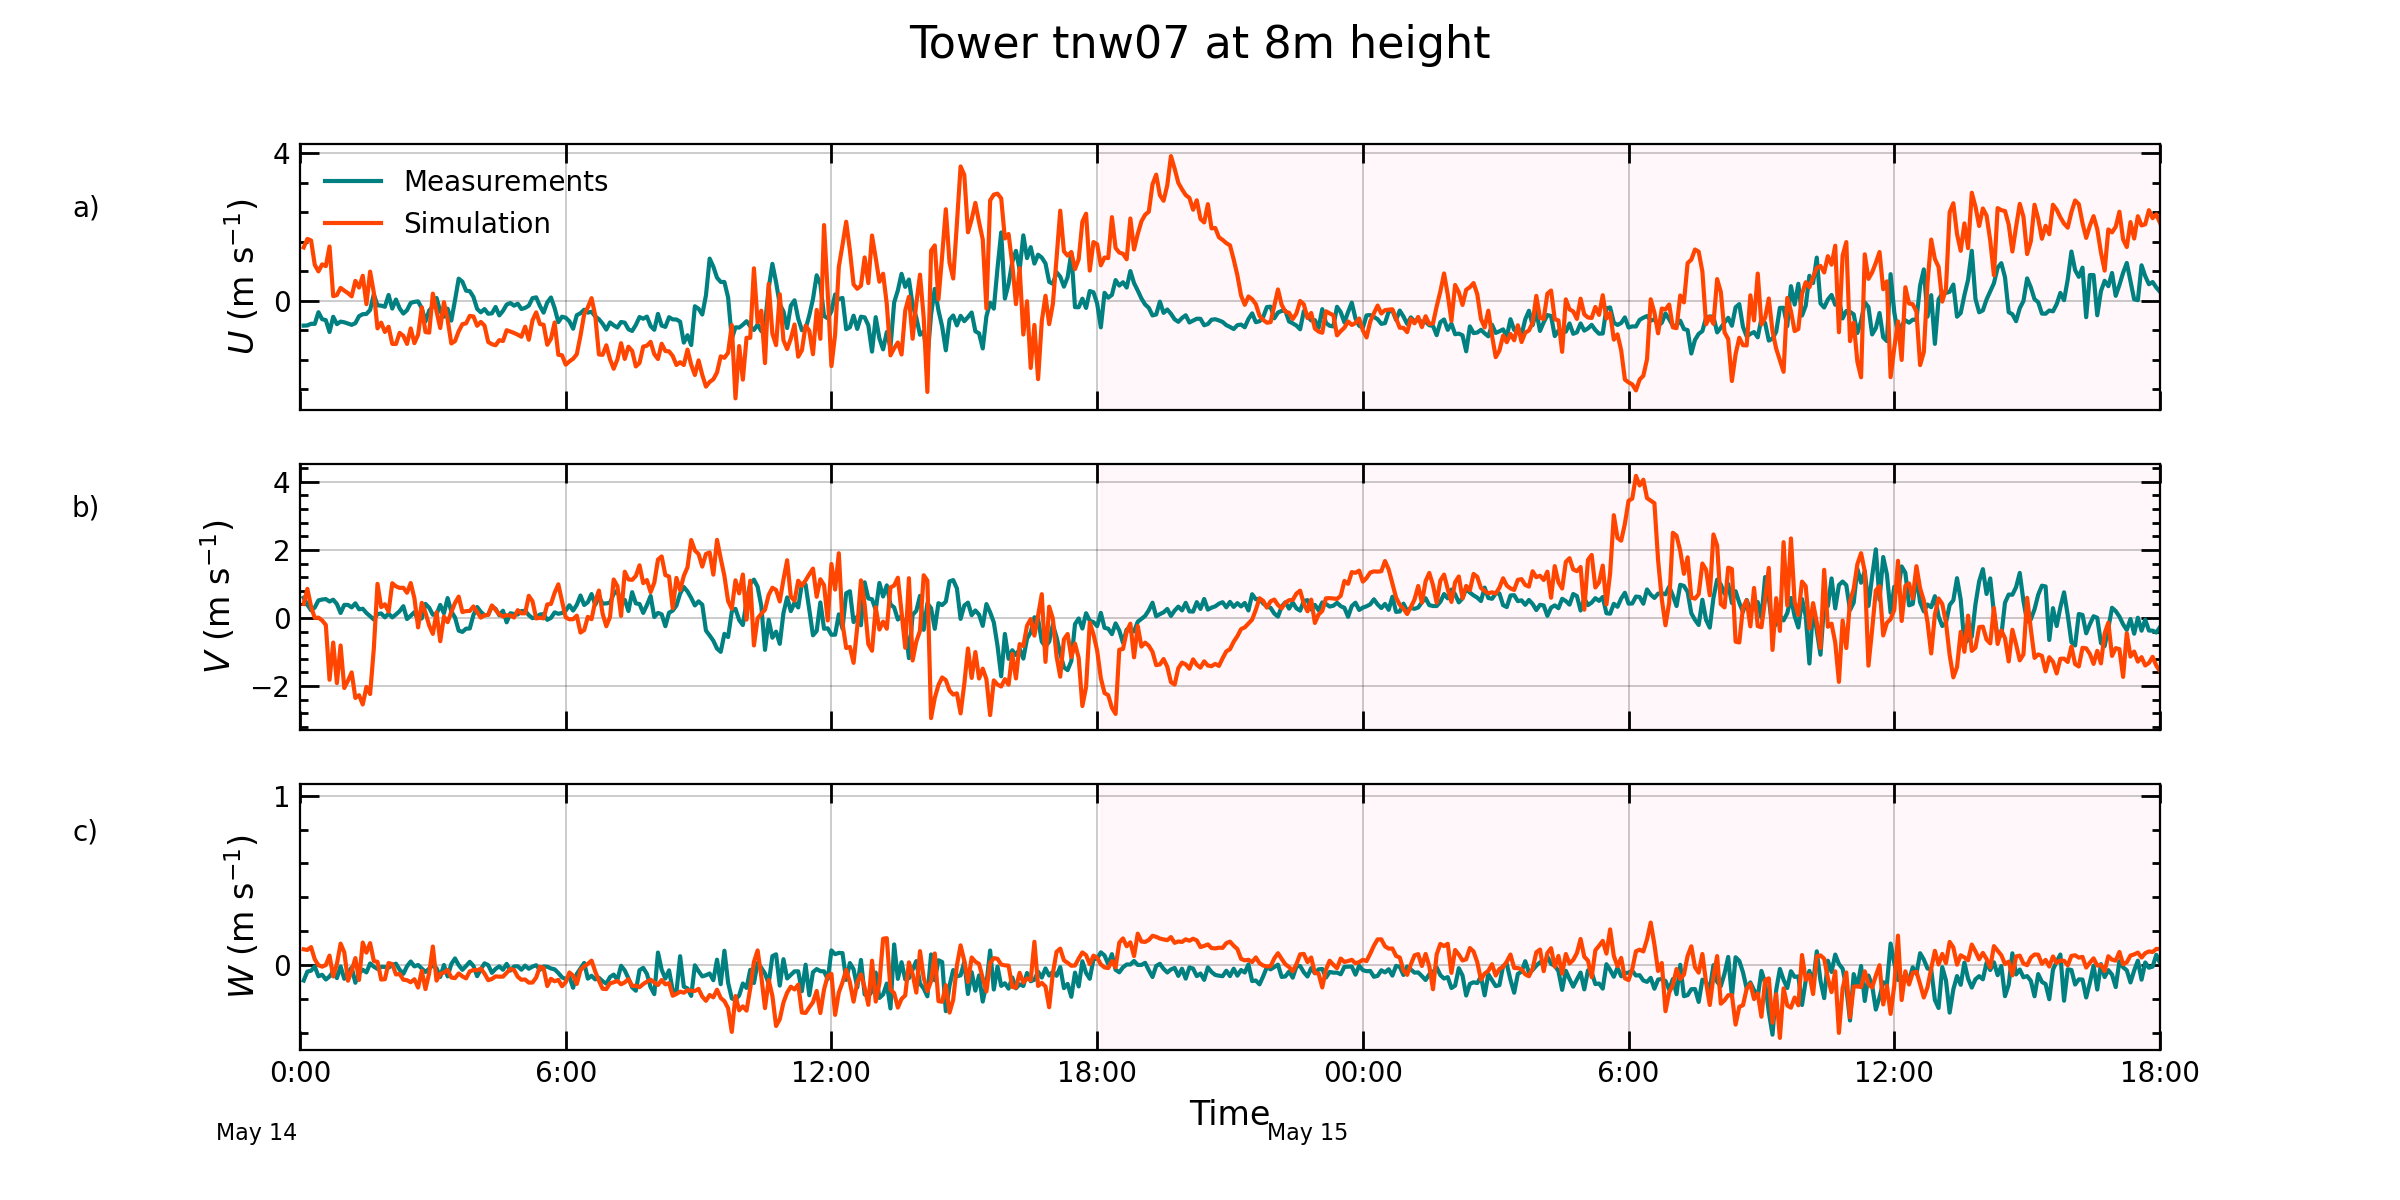 Tower tnw07 at 8m height
a)
U (m s⁻¹)
4
0
Measurements
Simulation
b)
V (m s⁻¹)
4
2
0
−2
c)
W (m s⁻¹)
1
0
0:00 6:00 12:00 18:00 00:00 6:00 12:00 18:00
Time
May 14 May 15